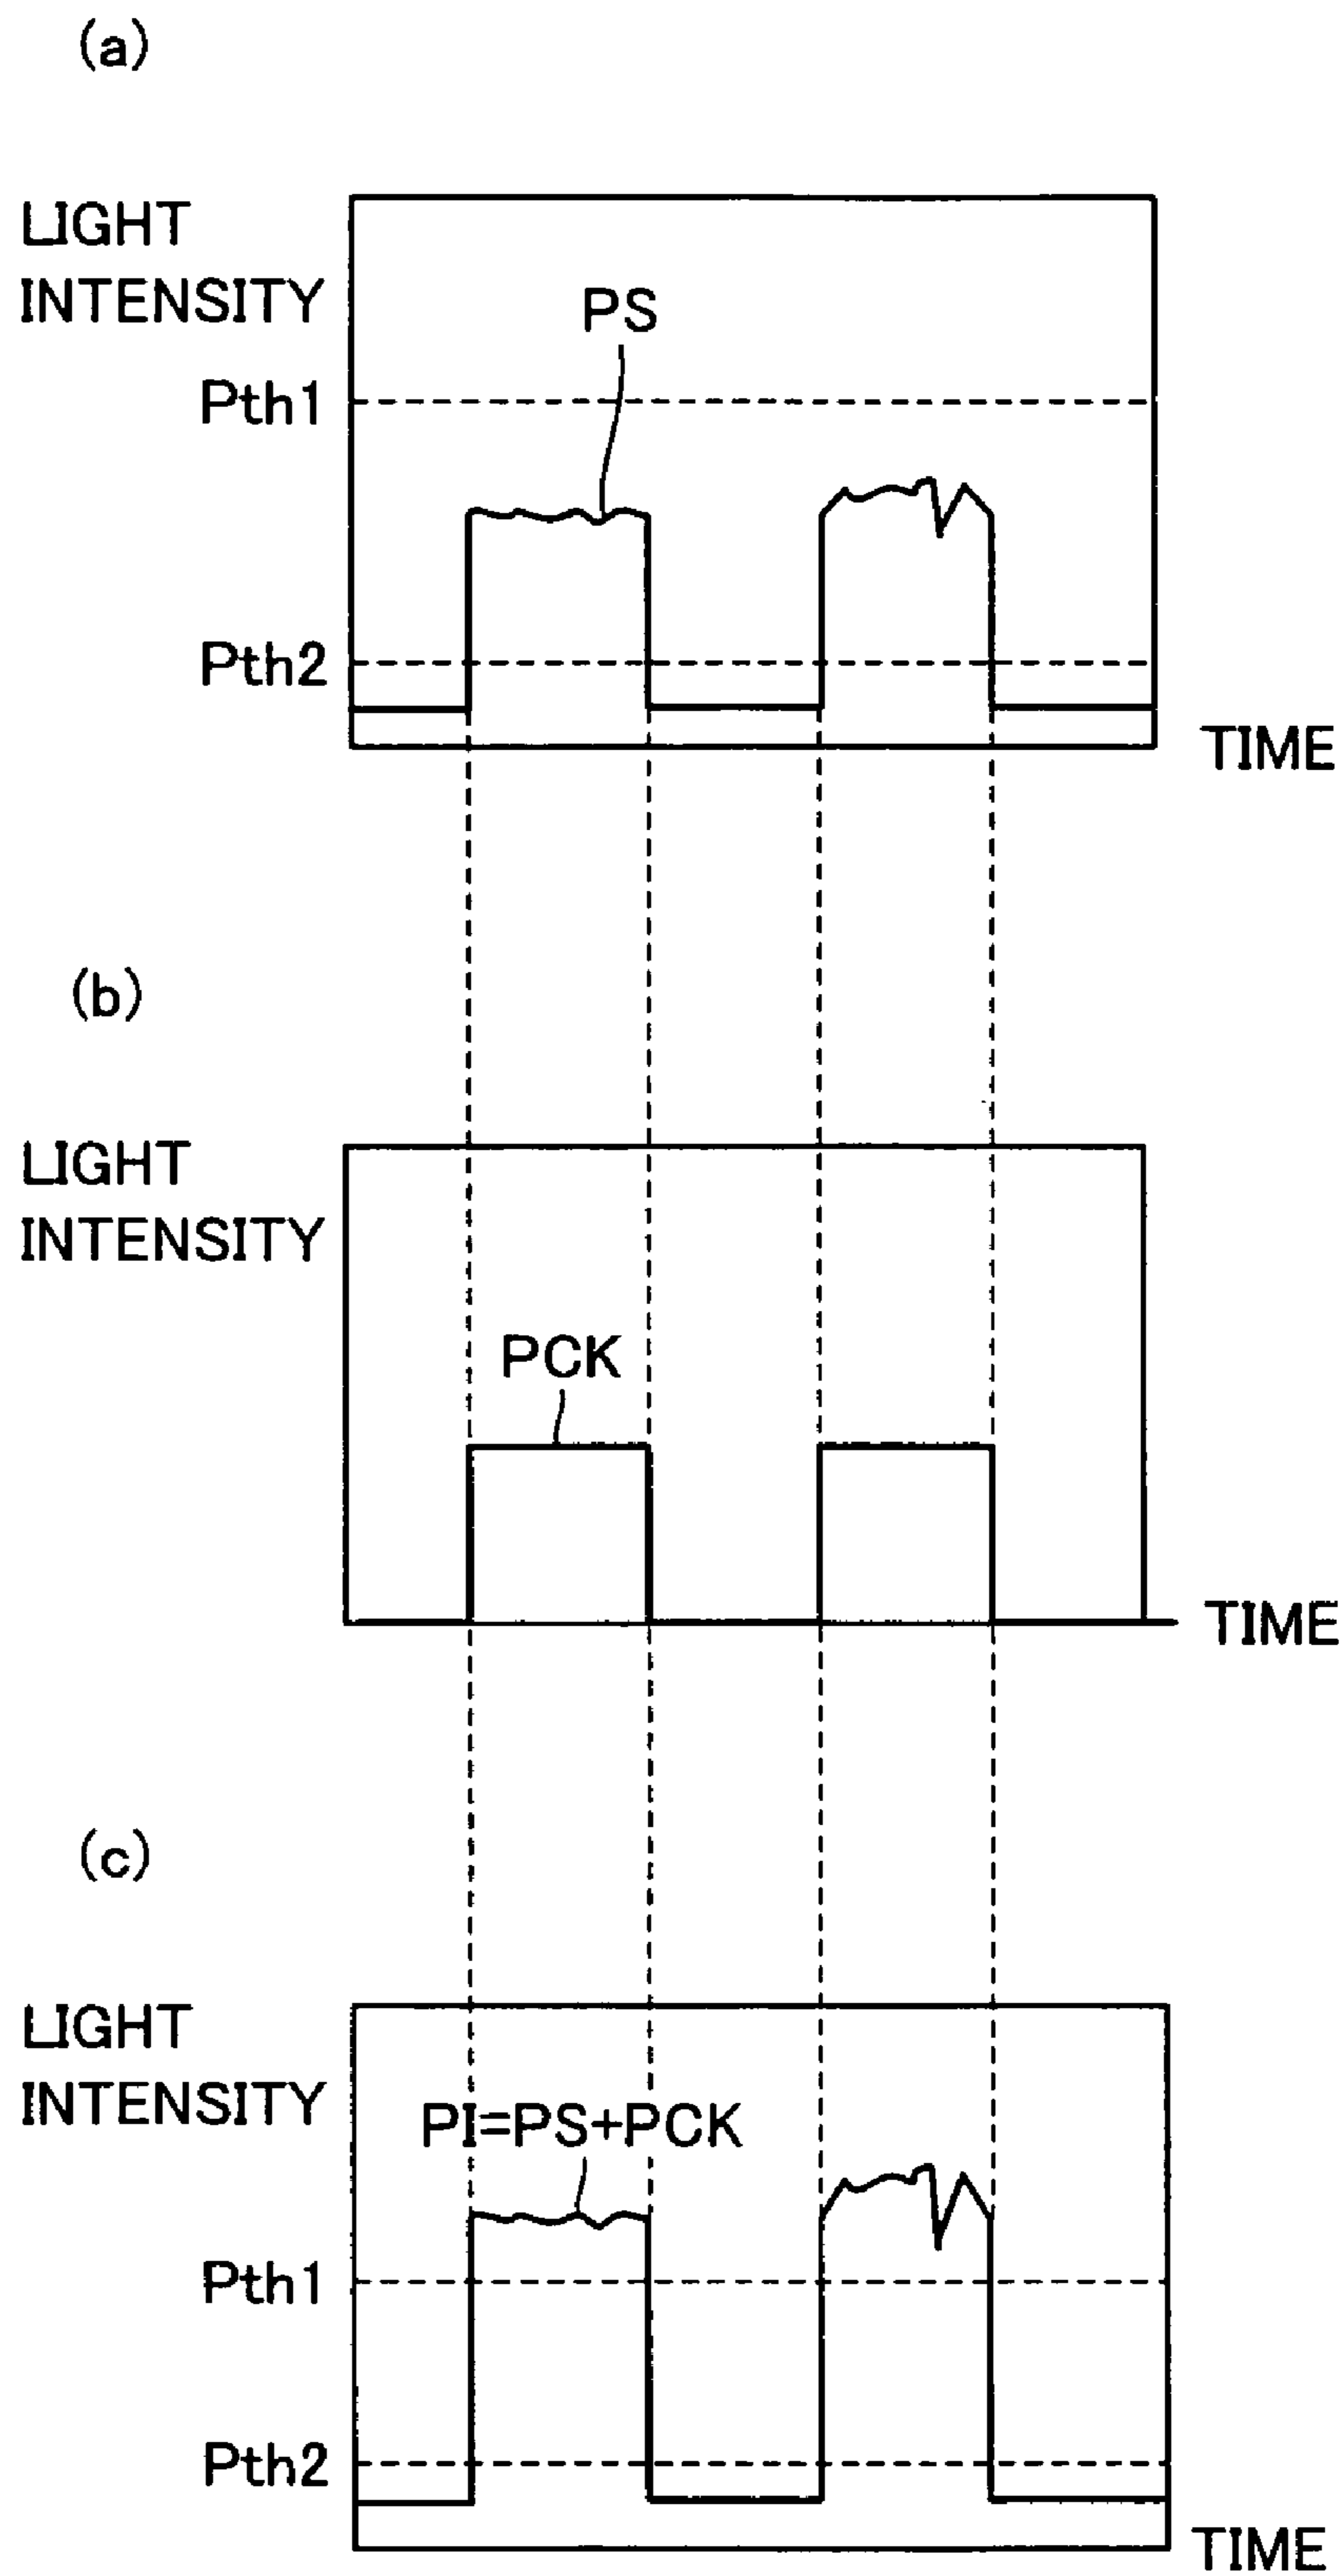 (a)
LIGHT
INTENSITY
PS
Pth1
Pth2
TIME
(b)
LIGHT
INTENSITY
PCK
TIME
(c)
LIGHT
INTENSITY
PI=PS+PCK
Pth1
Pth2
TIME